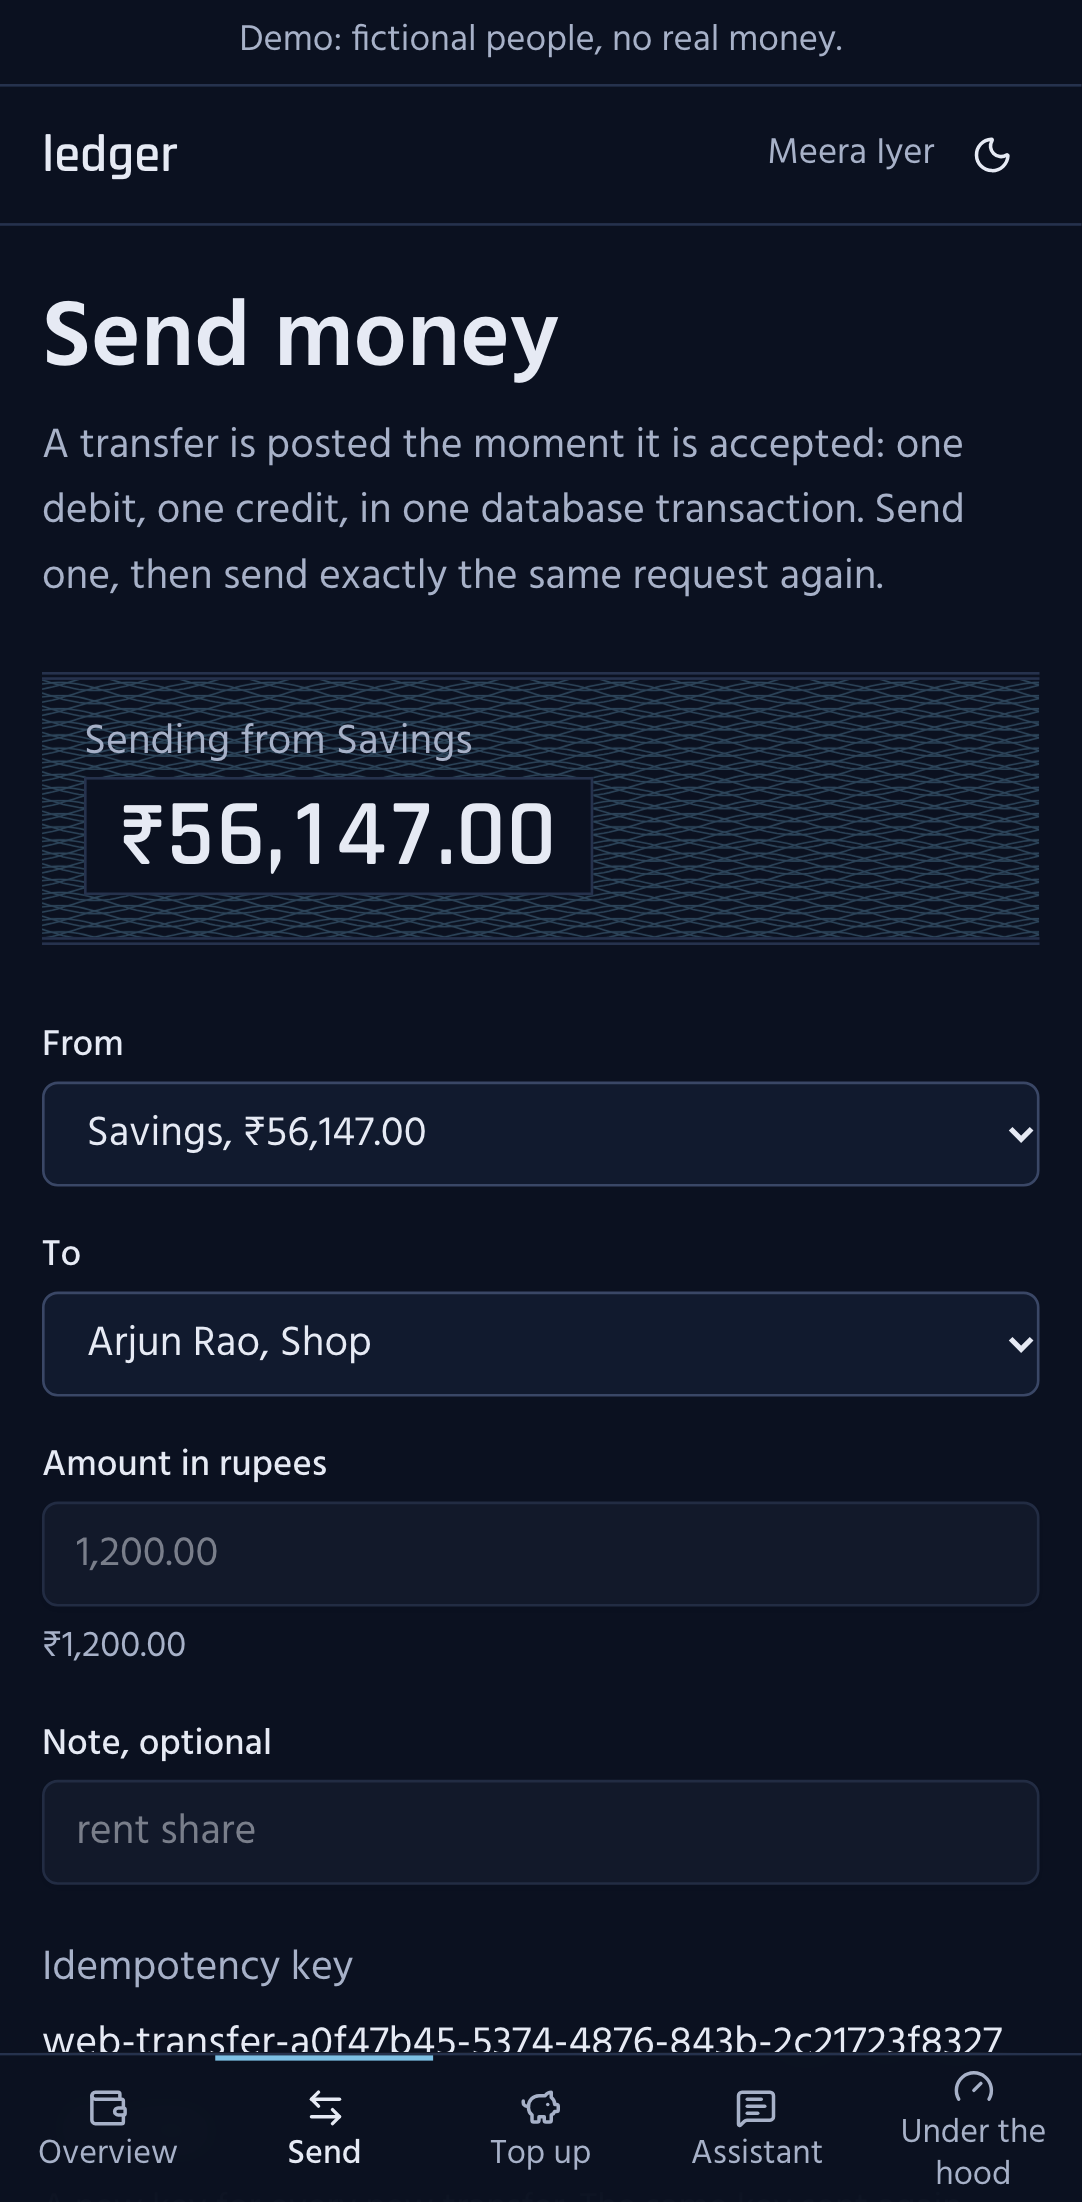 Demo: fictional people, no real money.
ledger
Meera Iyer
Send money
A transfer is posted the moment it is accepted: one
debit, one credit, in one database transaction. Send
one, then send exactly the same request again.
Sending from Savings
₹56,147.00
From
Savings, ₹56,147.00
To
Arjun Rao, Shop
Amount in rupees
1,200.00
₹1,200.00
Note, optional
rent share
Idempotency key
web-transfer-a0f47b45-5374-4876-843b-2c21723f8327
Overview
Send
Top up
Assistant
Under the
hood